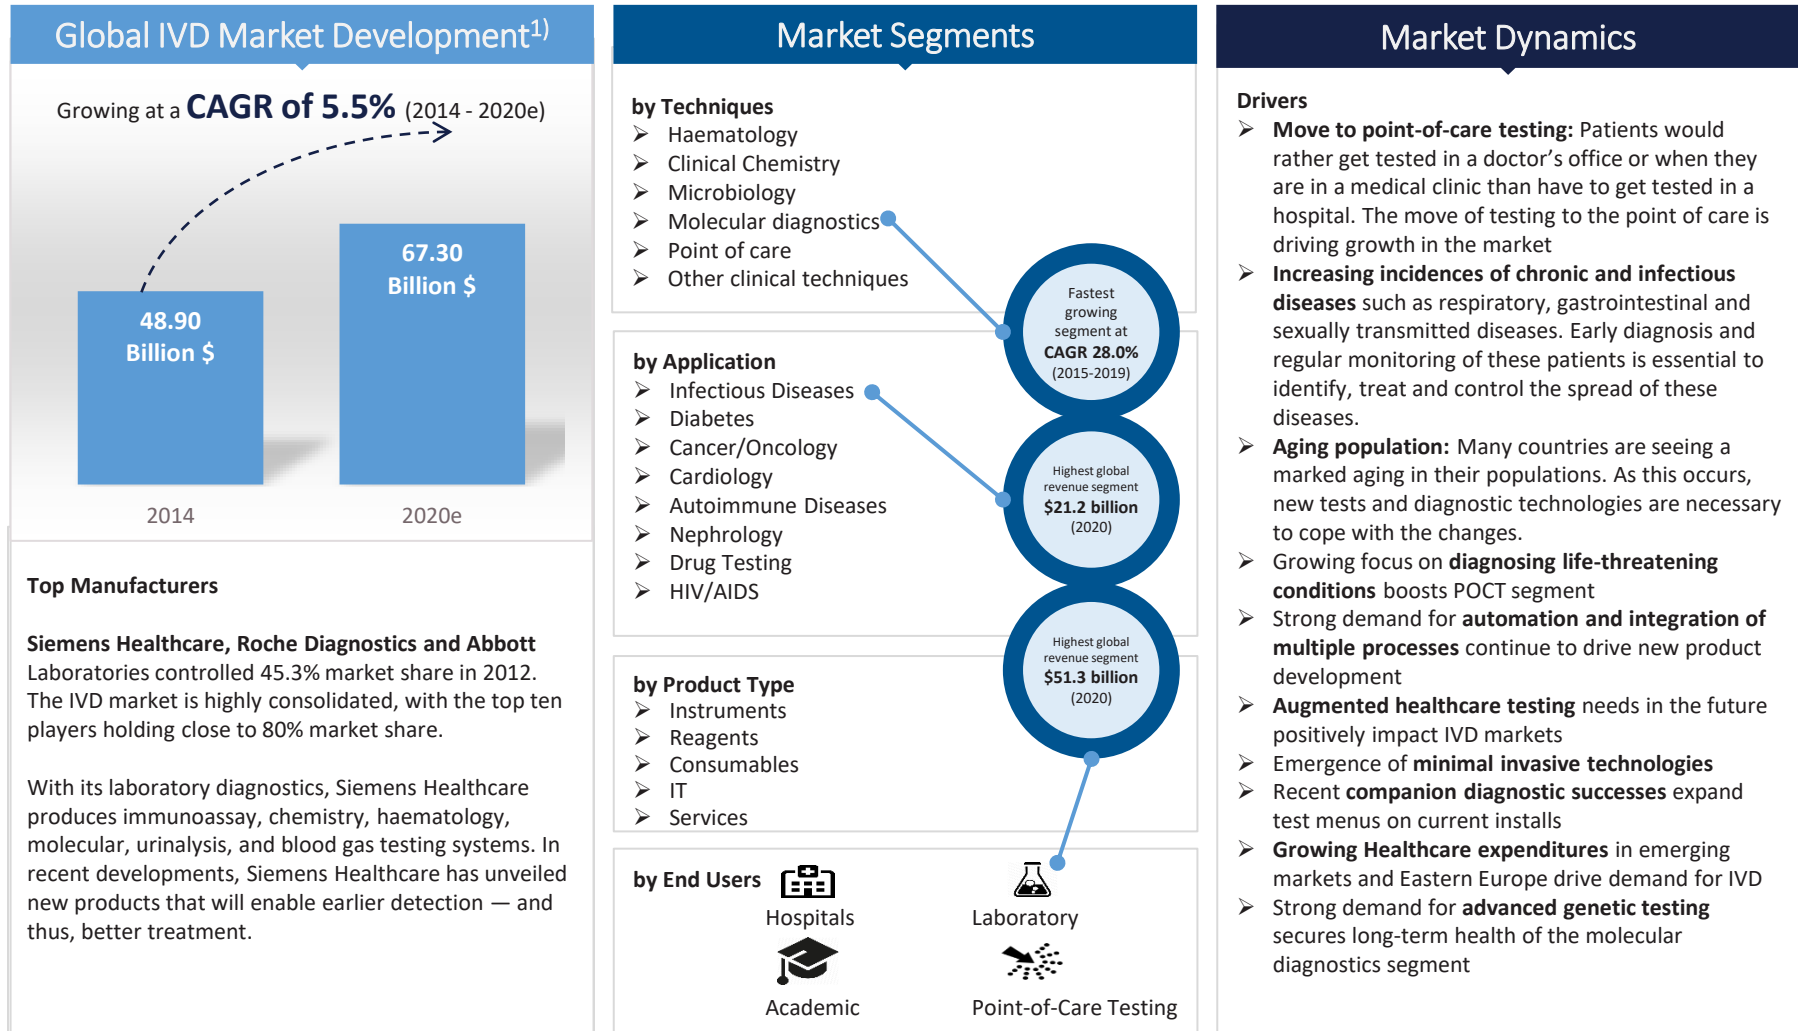 Global IVD Market Development1)
Growing at a CAGR of 5.5% (2014 - 2020e)
48.90
Billion $
67.30
Billion $
2014
2020e
Top Manufacturers
Siemens Healthcare, Roche Diagnostics and Abbott
Laboratories controlled 45.3% market share in 2012.
The IVD market is highly consolidated, with the top ten
players holding close to 80% market share.
With its laboratory diagnostics, Siemens Healthcare
produces immunoassay, chemistry, haematology,
molecular, urinalysis, and blood gas testing systems. In
recent developments, Siemens Healthcare has unveiled
new products that will enable earlier detection — and
thus, better treatment.
Market Segments
by Techniques
➢ Haematology
➢ Clinical Chemistry
➢ Microbiology
➢ Molecular diagnostics
➢ Point of care
➢ Other clinical techniques
Fastest
growing
segment at
CAGR 28.0%
(2015-2019)
by Application
➢ Infectious Diseases
➢ Diabetes
➢ Cancer/Oncology
➢ Cardiology
➢ Autoimmune Diseases
➢ Nephrology
➢ Drug Testing
➢ HIV/AIDS
Highest global
revenue segment
$21.2 billion
(2020)
by Product Type
➢ Instruments
➢ Reagents
➢ Consumables
➢ IT
➢ Services
Highest global
revenue segment
$51.3 billion
(2020)
by End Users
Hospitals
Laboratory
Academic
Point-of-Care Testing
Market Dynamics
Drivers
➢ Move to point-of-care testing: Patients would
rather get tested in a doctor’s office or when they
are in a medical clinic than have to get tested in a
hospital. The move of testing to the point of care is
driving growth in the market
➢ Increasing incidences of chronic and infectious
diseases such as respiratory, gastrointestinal and
sexually transmitted diseases. Early diagnosis and
regular monitoring of these patients is essential to
identify, treat and control the spread of these
diseases.
➢ Aging population: Many countries are seeing a
marked aging in their populations. As this occurs,
new tests and diagnostic technologies are necessary
to cope with the changes.
➢ Growing focus on diagnosing life-threatening
conditions boosts POCT segment
➢ Strong demand for automation and integration of
multiple processes continue to drive new product
development
➢ Augmented healthcare testing needs in the future
positively impact IVD markets
➢ Emergence of minimal invasive technologies
➢ Recent companion diagnostic successes expand
test menus on current installs
➢ Growing Healthcare expenditures in emerging
markets and Eastern Europe drive demand for IVD
➢ Strong demand for advanced genetic testing
secures long-term health of the molecular
diagnostics segment